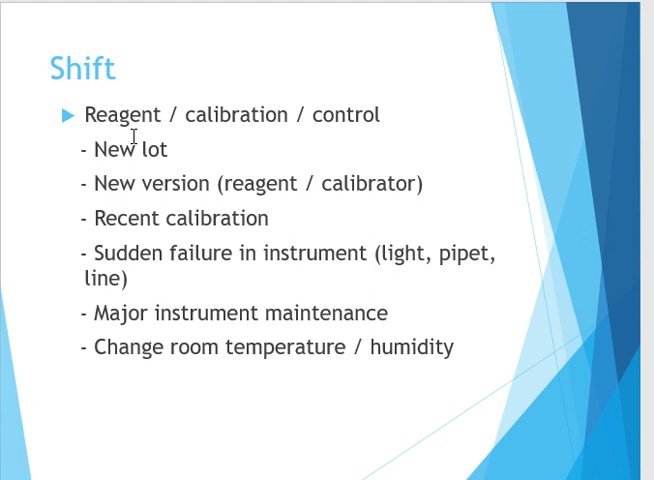 Shift
Reagent / calibration / control
- New lot
- New version (reagent / calibrator)
- Recent calibration
- Sudden failure in instrument (light, pipet,
line)
- Major instrument maintenance
- Change room temperature / humidity